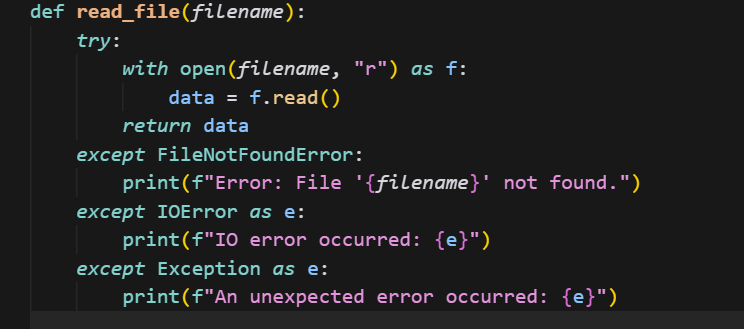 def read_file(filename):
    try:
        with open(filename, "r") as f:
            data = f.read()
        return data
    except FileNotFoundError:
        print(f"Error: File '{filename}' not found.")
    except IOError as e:
        print(f"IO error occurred: {e}")
    except Exception as e:
        print(f"An unexpected error occurred: {e}")